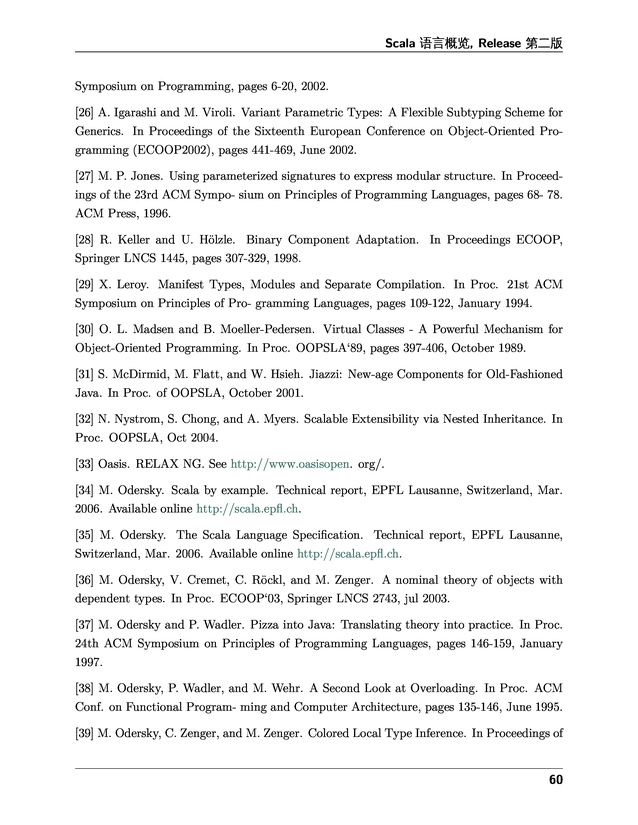 Scala 语言概览, Release 第二版
Symposium on Programming, pages 6-20, 2002.
[26] A. Igarashi and M. Viroli. Variant Parametric Types: A Flexible Subtyping Scheme for
Generics. In Proceedings of the Sixteenth European Conference on Object-Oriented Pro-
gramming (ECOOP2002), pages 441-469, June 2002.
[27] M. P. Jones. Using parameterized signatures to express modular structure. In Proceed-
ings of the 23rd ACM Sympo- sium on Principles of Programming Languages, pages 68- 78.
ACM Press, 1996.
[28] R. Keller and U. Hölzle. Binary Component Adaptation. In Proceedings ECOOP,
Springer LNCS 1445, pages 307-329, 1998.
[29] X. Leroy. Manifest Types, Modules and Separate Compilation. In Proc. 21st ACM
Symposium on Principles of Pro- gramming Languages, pages 109-122, January 1994.
[30] O. L. Madsen and B. Moeller-Pedersen. Virtual Classes - A Powerful Mechanism for
Object-Oriented Programming. In Proc. OOPSLA‘89, pages 397-406, October 1989.
[31] S. McDirmid, M. Flatt, and W. Hsieh. Jiazzi: New-age Components for Old-Fashioned
Java. In Proc. of OOPSLA, October 2001.
[32] N. Nystrom, S. Chong, and A. Myers. Scalable Extensibility via Nested Inheritance. In
Proc. OOPSLA, Oct 2004.
[33] Oasis. RELAX NG. See http://www.oasisopen. org/.
[34] M. Odersky. Scala by example. Technical report, EPFL Lausanne, Switzerland, Mar.
2006. Available online http://scala.epfl.ch.
[35] M. Odersky. The Scala Language Specification. Technical report, EPFL Lausanne,
Switzerland, Mar. 2006. Available online http://scala.epfl.ch.
[36] M. Odersky, V. Cremet, C. Röckl, and M. Zenger. A nominal theory of objects with
dependent types. In Proc. ECOOP‘03, Springer LNCS 2743, jul 2003.
[37] M. Odersky and P. Wadler. Pizza into Java: Translating theory into practice. In Proc.
24th ACM Symposium on Principles of Programming Languages, pages 146-159, January
1997.
[38] M. Odersky, P. Wadler, and M. Wehr. A Second Look at Overloading. In Proc. ACM
Conf. on Functional Program- ming and Computer Architecture, pages 135-146, June 1995.
[39] M. Odersky, C. Zenger, and M. Zenger. Colored Local Type Inference. In Proceedings of
60